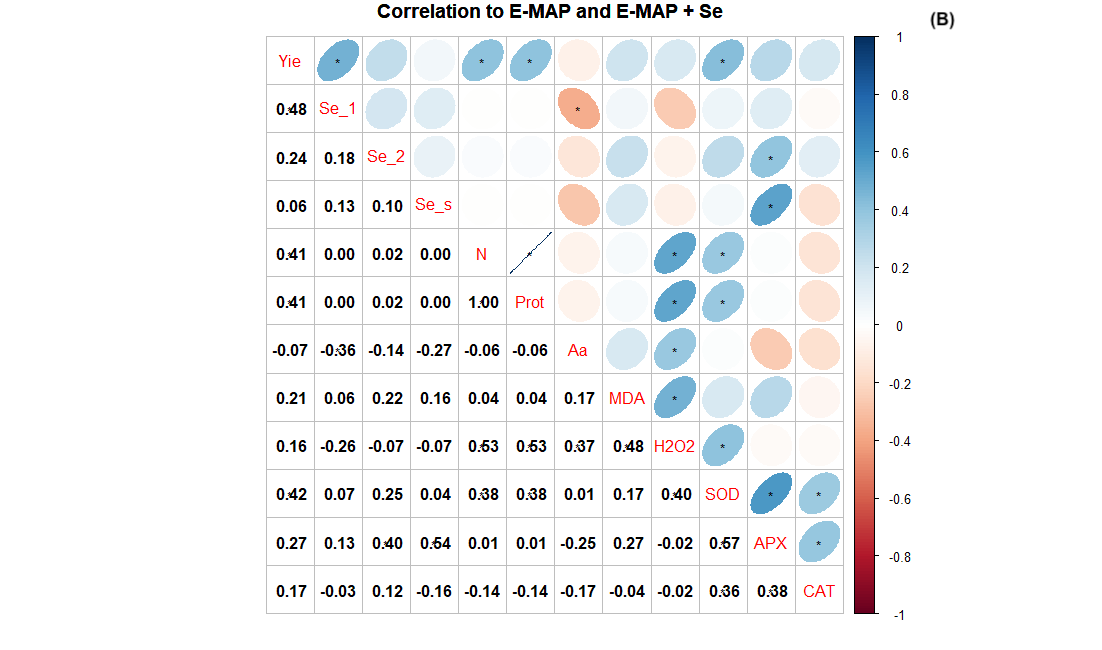 Correlation to E-MAP and E-MAP + Se
(B)
Yie * * * *
0.48 Se_1 *
0.24 0.18 Se_2 *
0.06 0.13 0.10 Se_s *
0.41 0.00 0.02 0.00 N * * *
0.41 0.00 0.02 0.00 1.00 Prot * *
-0.07 -0.36 -0.14 -0.27 -0.06 -0.06 Aa *
0.21 0.06 0.22 0.16 0.04 0.04 0.17 MDA *
0.16 -0.26 -0.07 -0.07 0.53 0.53 0.37 0.48 H2O2 *
0.42 0.07 0.25 0.04 0.38 0.38 0.01 0.17 0.40 SOD * *
0.27 0.13 0.40 0.54 0.01 0.01 -0.25 0.27 -0.02 0.57 APX *
0.17 -0.03 0.12 -0.16 -0.14 -0.14 -0.17 -0.04 -0.02 0.36 0.38 CAT
1
0.8
0.6
0.4
0.2
0
-0.2
-0.4
-0.6
-0.8
-1